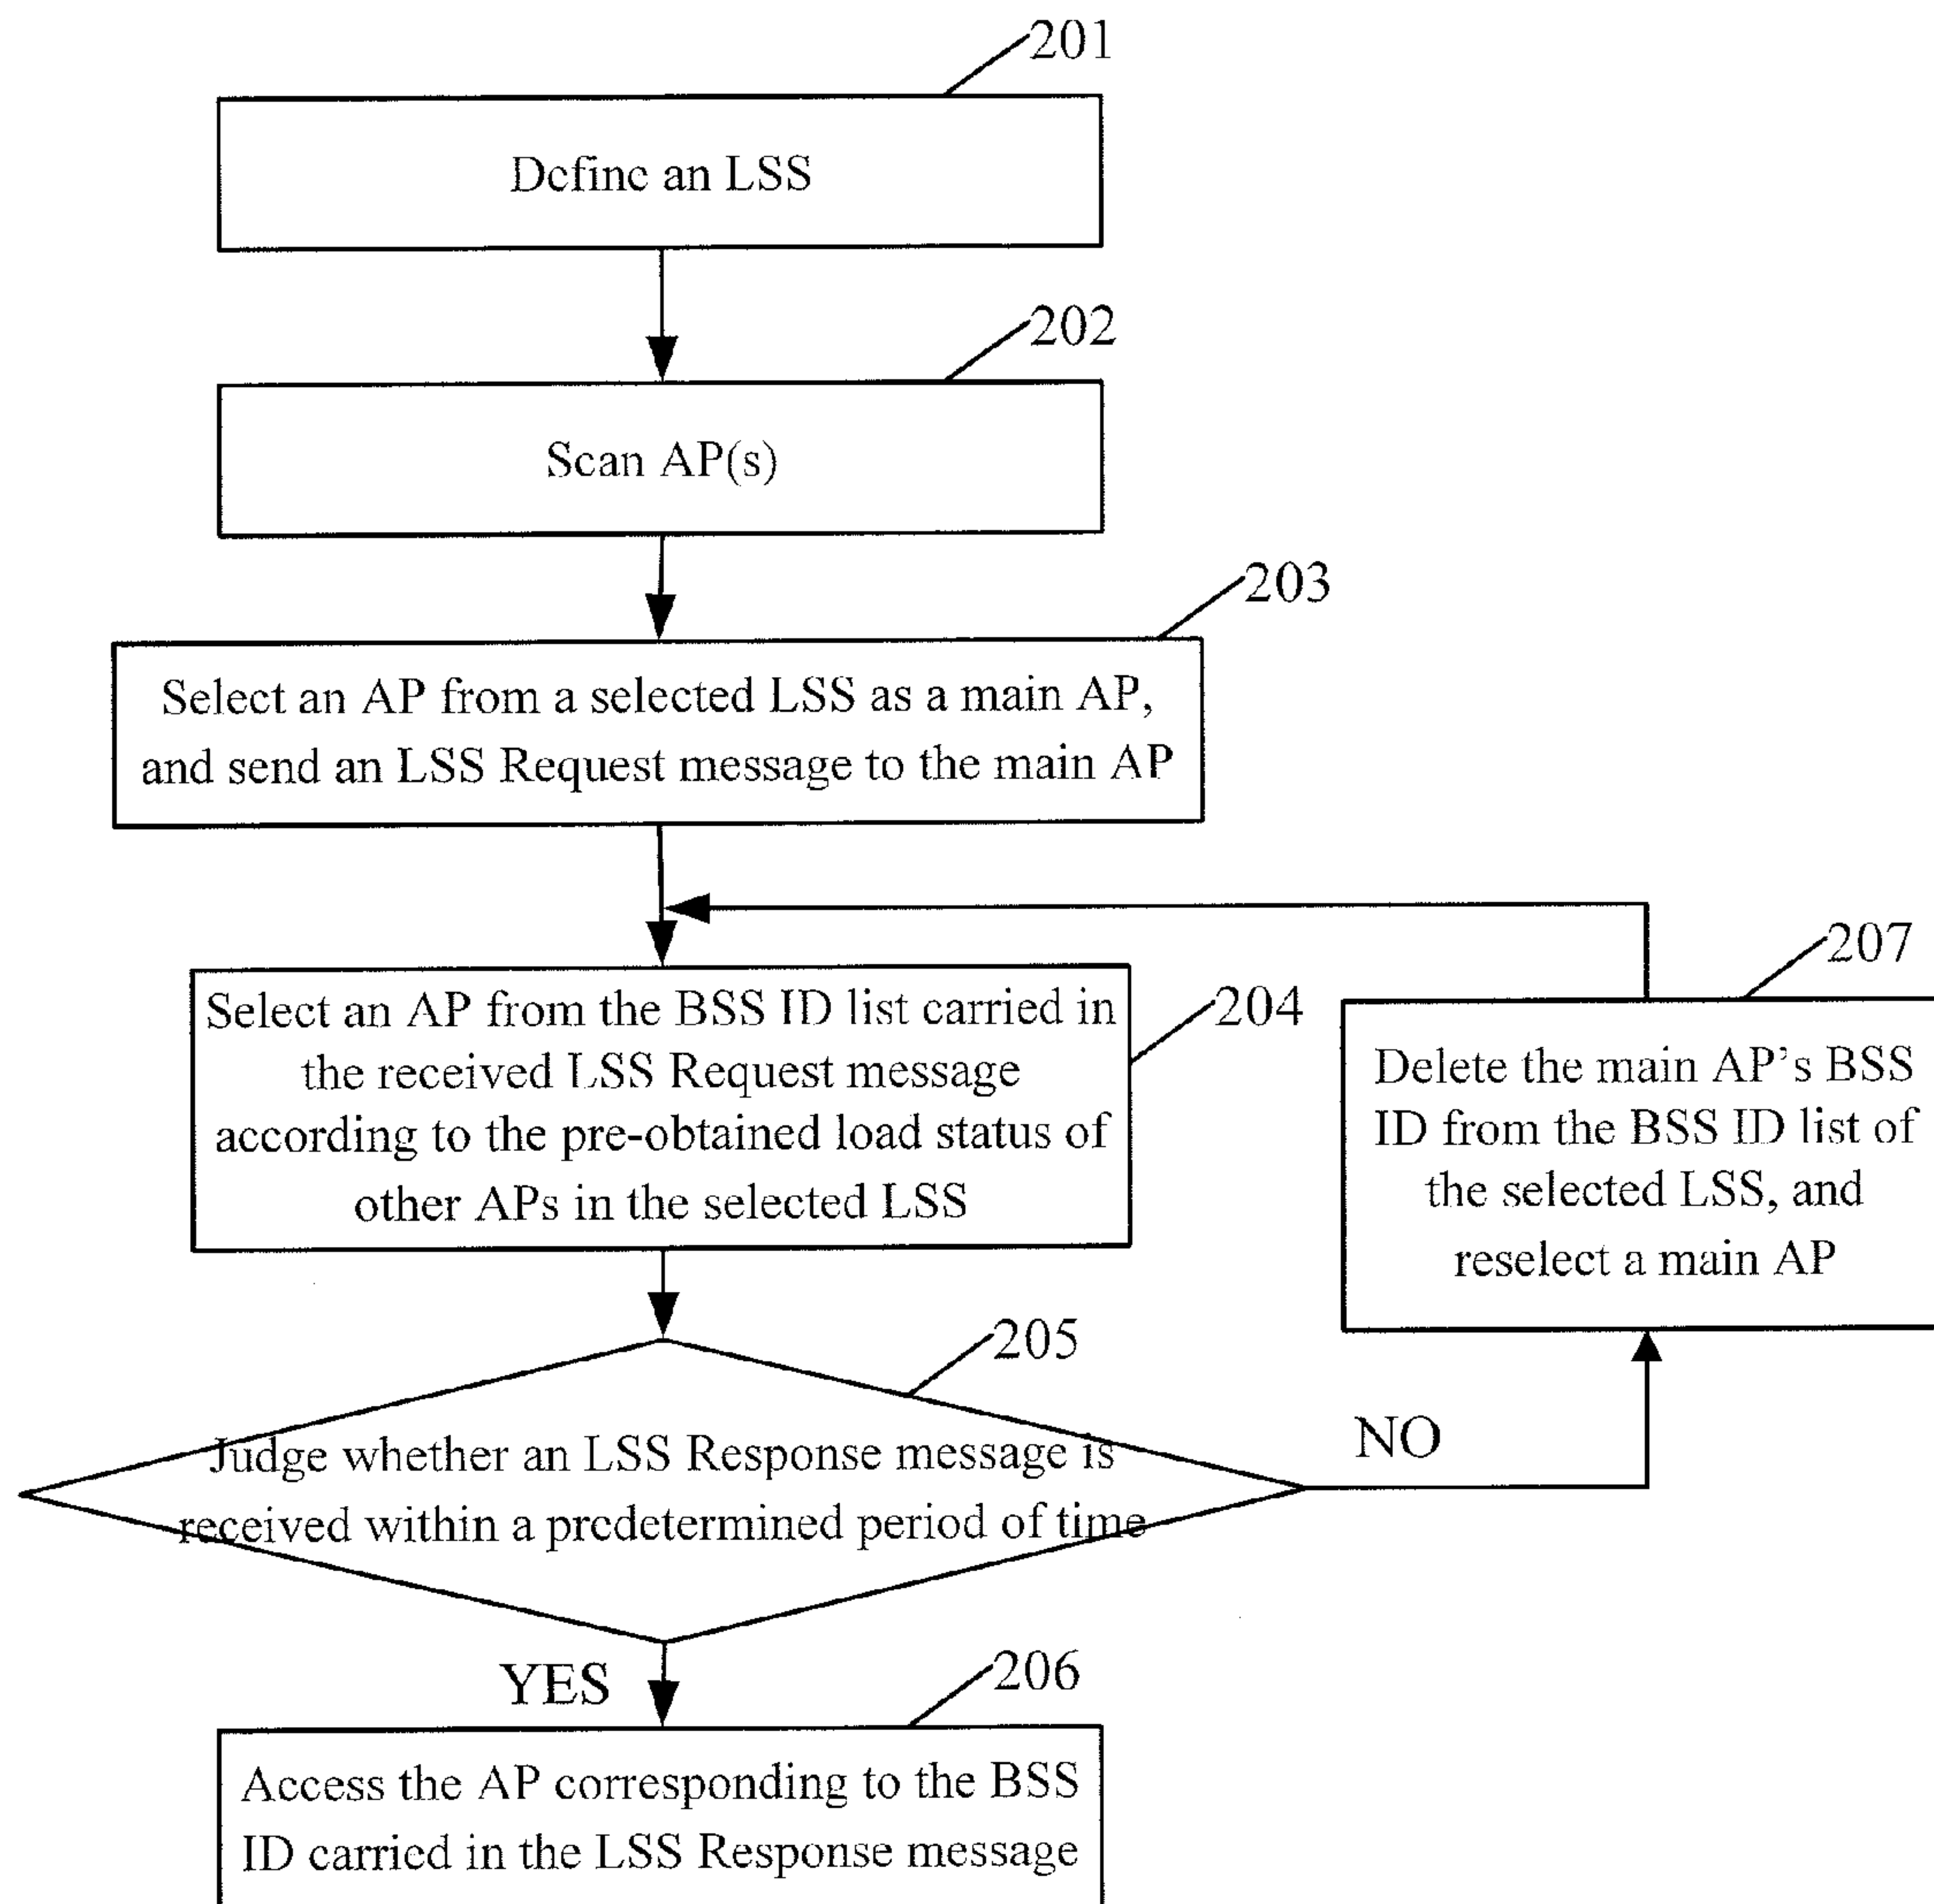 201
Define an LSS
202
Scan AP(s)
203
Select an AP from a selected LSS as a main AP,
and send an LSS Request message to the main AP
204
Select an AP from the BSS ID list carried in
the received LSS Request message
according to the pre-obtained load status of
other APs in the selected LSS
207
Delete the main AP's BSS
ID from the BSS ID list of
the selected LSS, and
reselect a main AP
205
Judge whether an LSS Response message is
received within a predetermined period of time
NO
YES
206
Access the AP corresponding to the BSS
ID carried in the LSS Response message